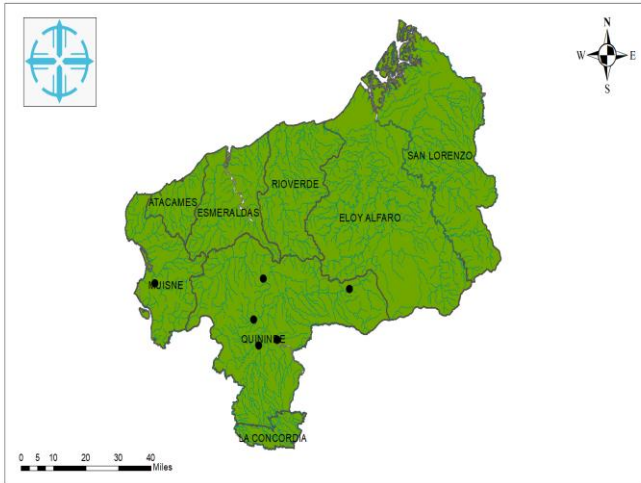 N
W E
S
SAN LORENZO
RIOVERDE
ATACAMES
ESMERALDAS
ELOY ALFARO
MUISNE
QUININDE
LA CONCORDIA
0 5 10 20 30 40
Miles